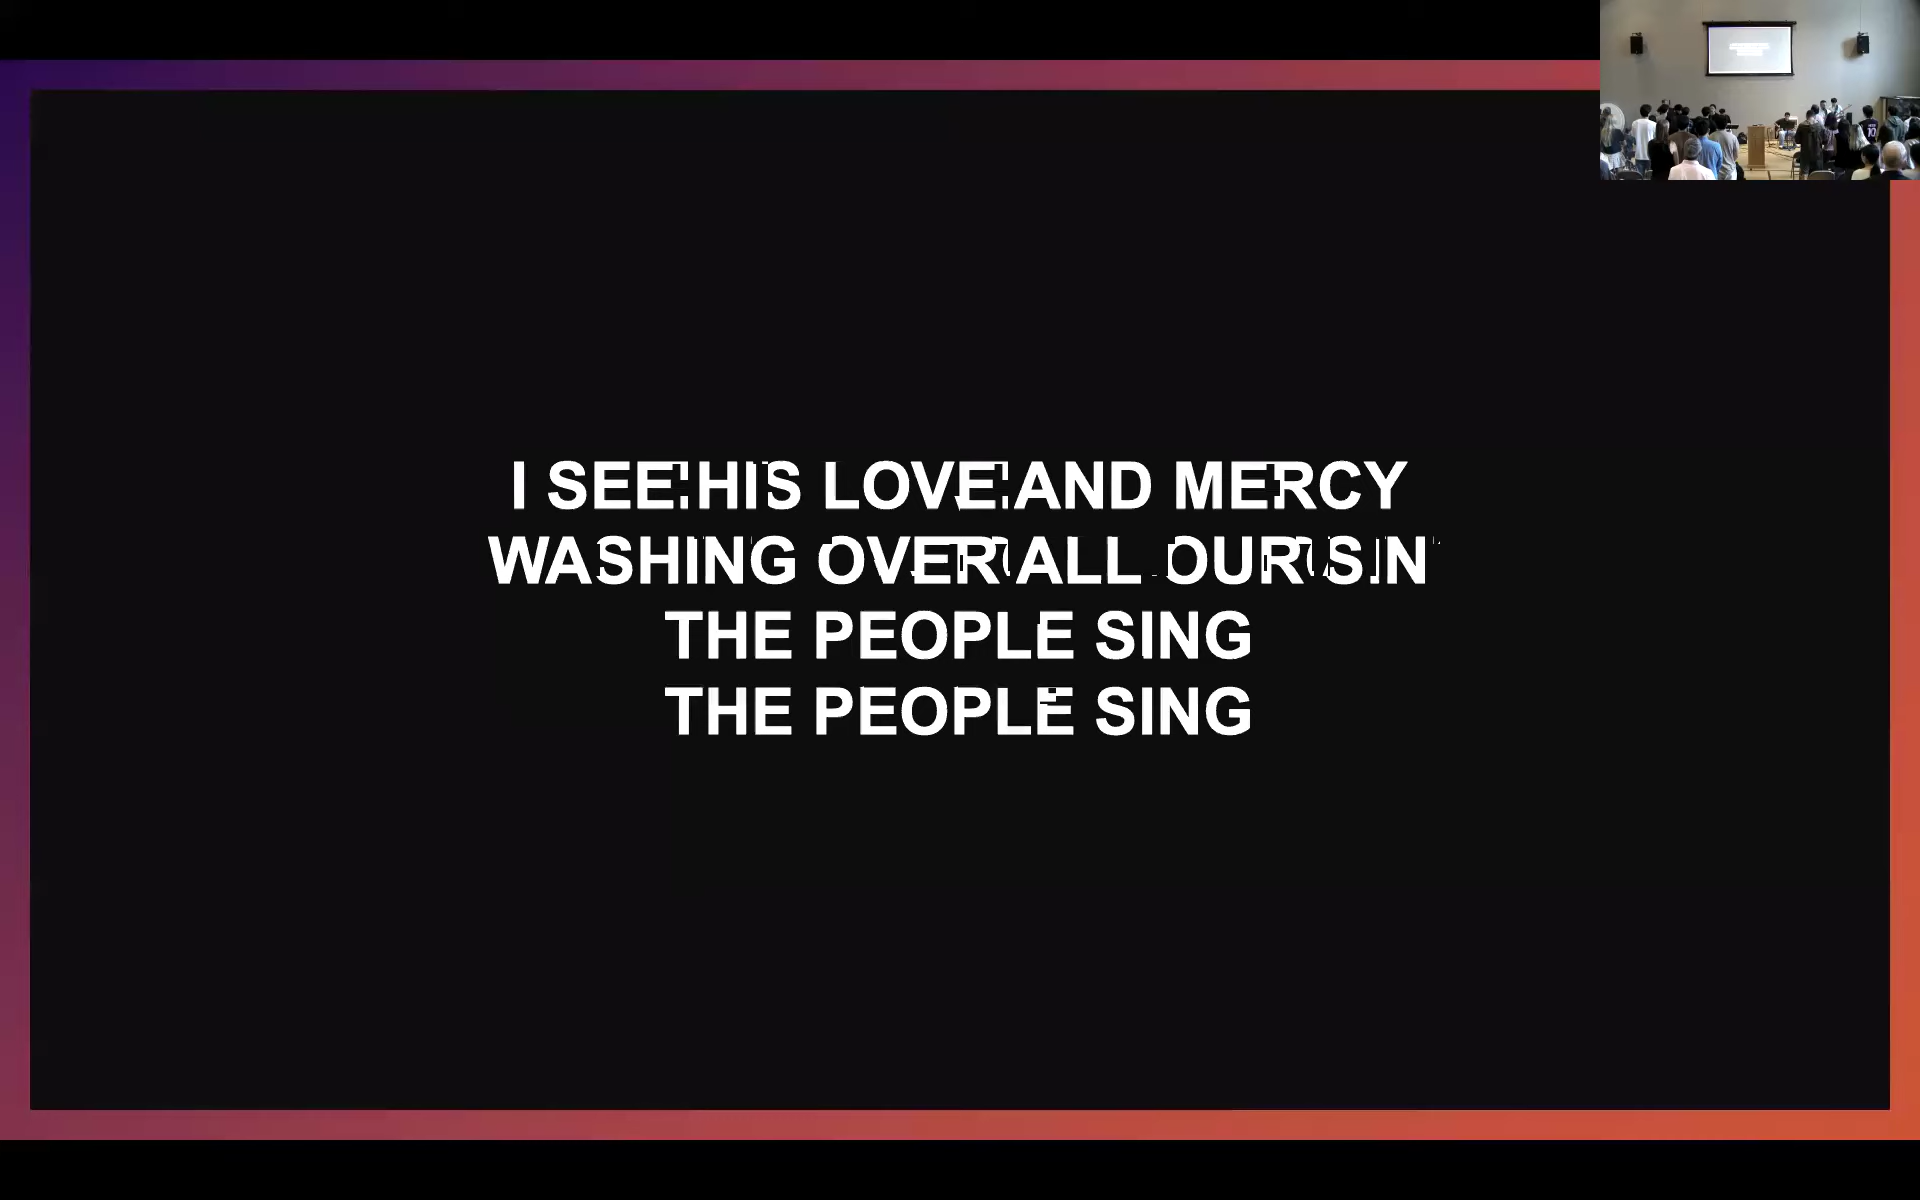 I SEE HIS LOVE AND MERCY
WASHING OVER ALL OUR SIN
THE PEOPLE SING
THE PEOPLE SING